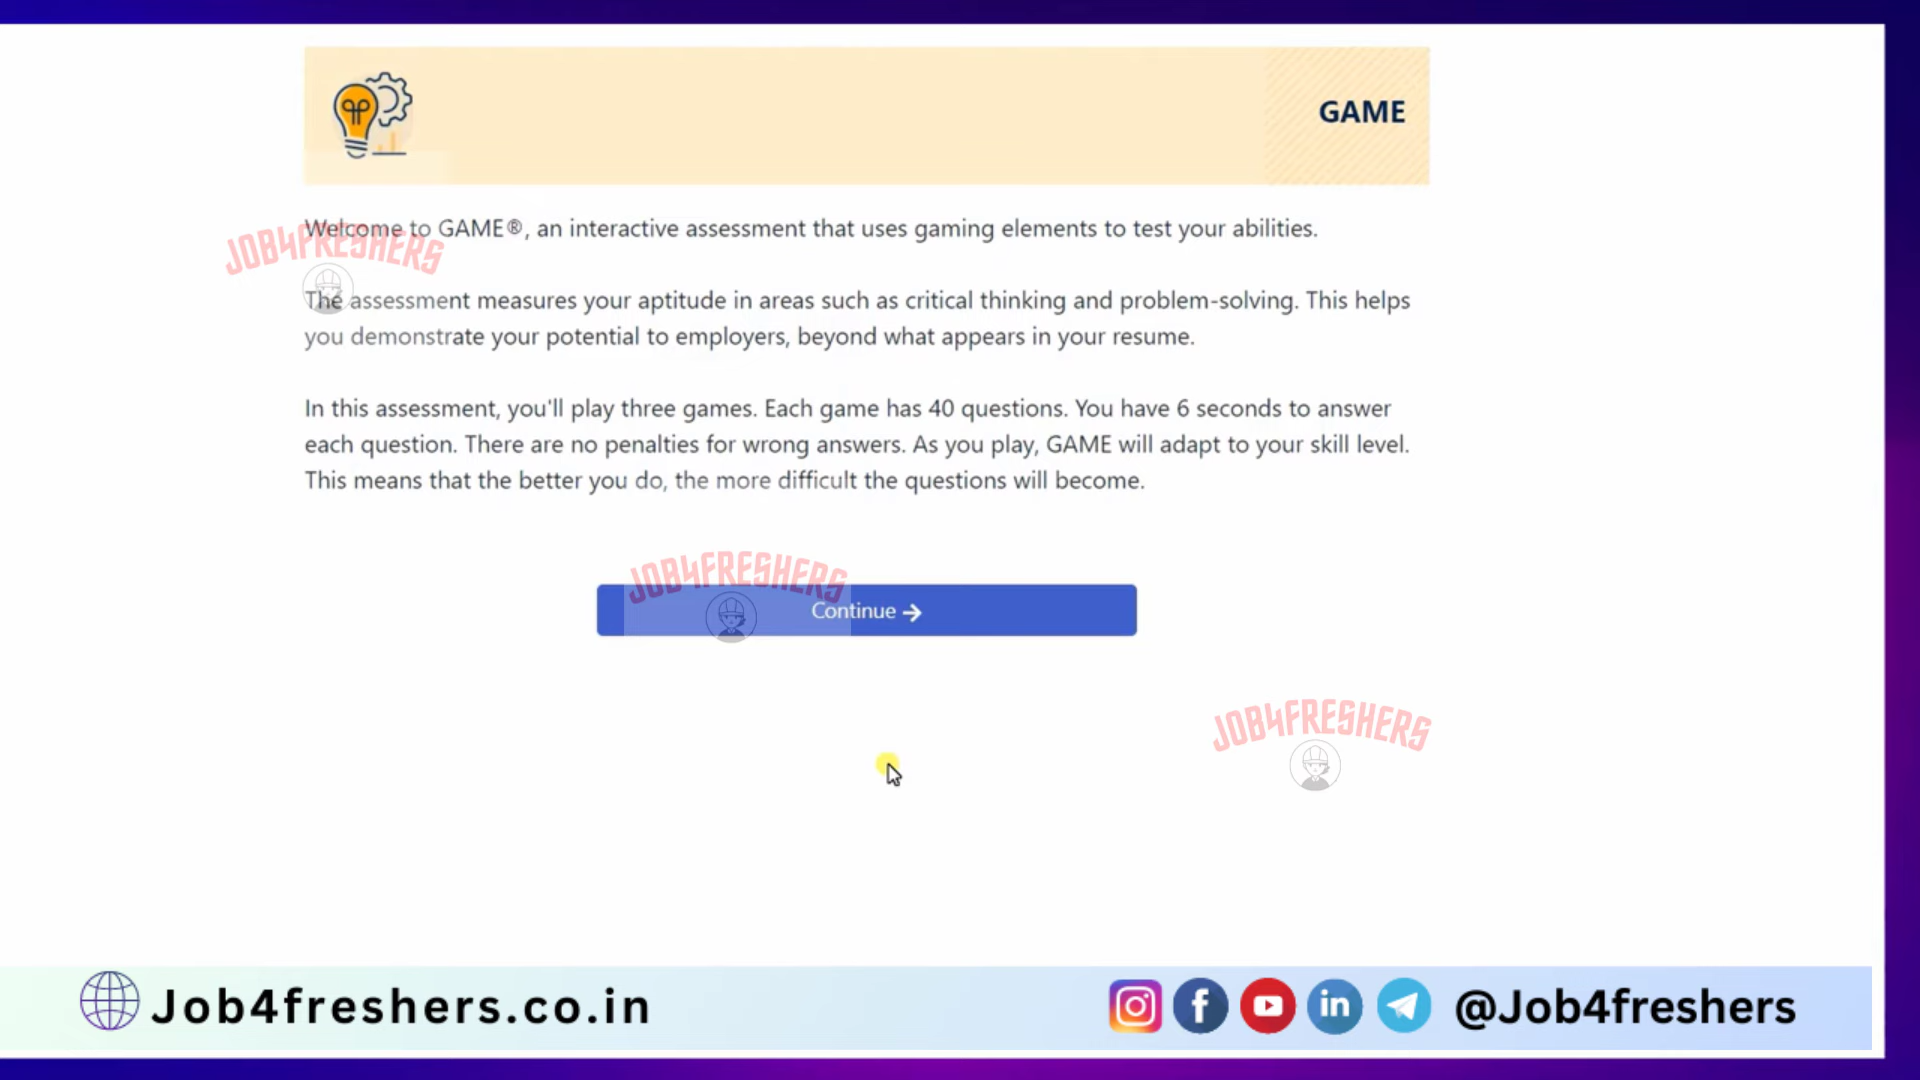 GAME
Welcome to GAME®, an interactive assessment that uses gaming elements to test your abilities.
JOB4FRESHERS
The assessment measures your aptitude in areas such as critical thinking and problem-solving. This helps
you demonstrate your potential to employers, beyond what appears in your resume.
In this assessment, you'll play three games. Each game has 40 questions. You have 6 seconds to answer
each question. There are no penalties for wrong answers. As you play, GAME will adapt to your skill level.
This means that the better you do, the more difficult the questions will become.
JOB4FRESHERS
Continue →
JOB4FRESHERS
Job4freshers.co.in
@Job4freshers